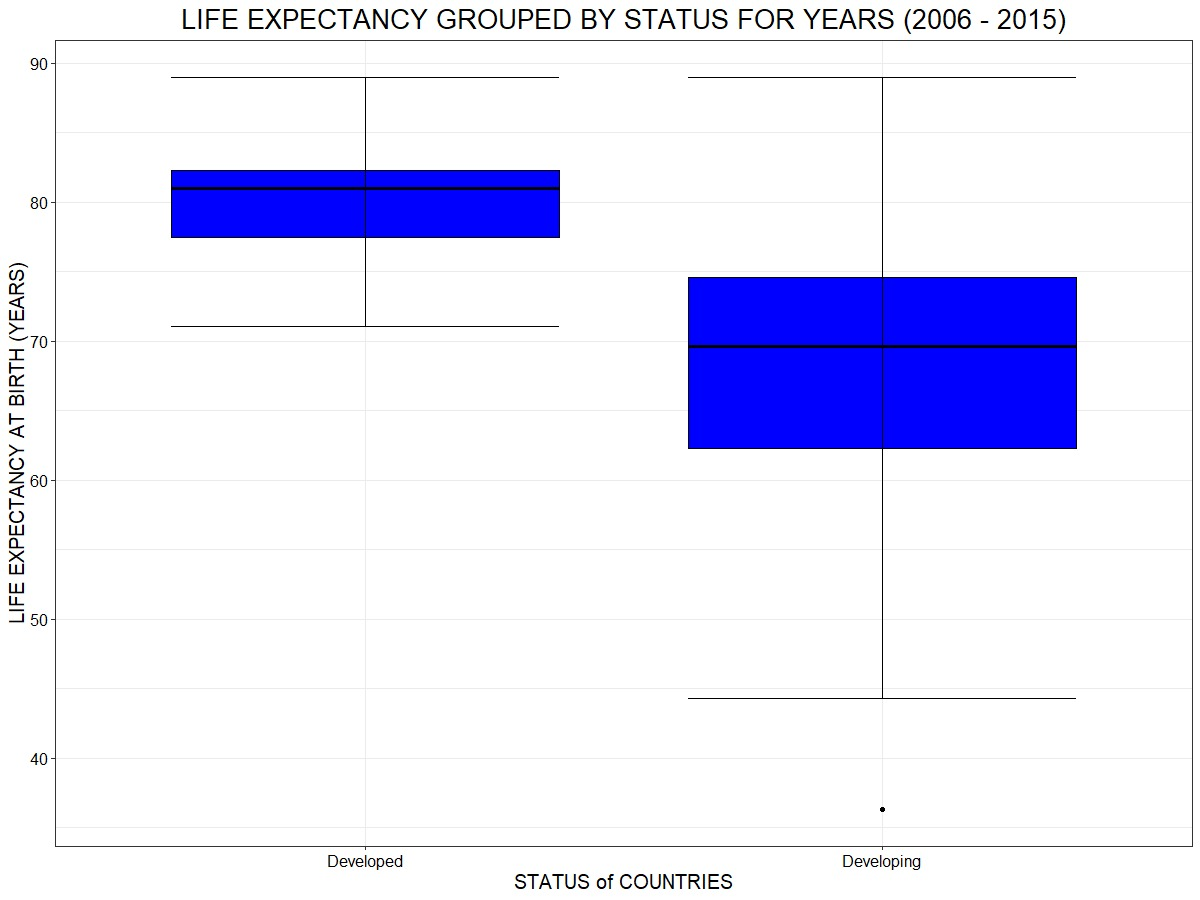 LIFE EXPECTANCY GROUPED BY STATUS FOR YEARS (2006 - 2015)
LIFE EXPECTANCY AT BIRTH (YEARS)
90
80
70
60
50
40
Developed
Developing
STATUS of COUNTRIES